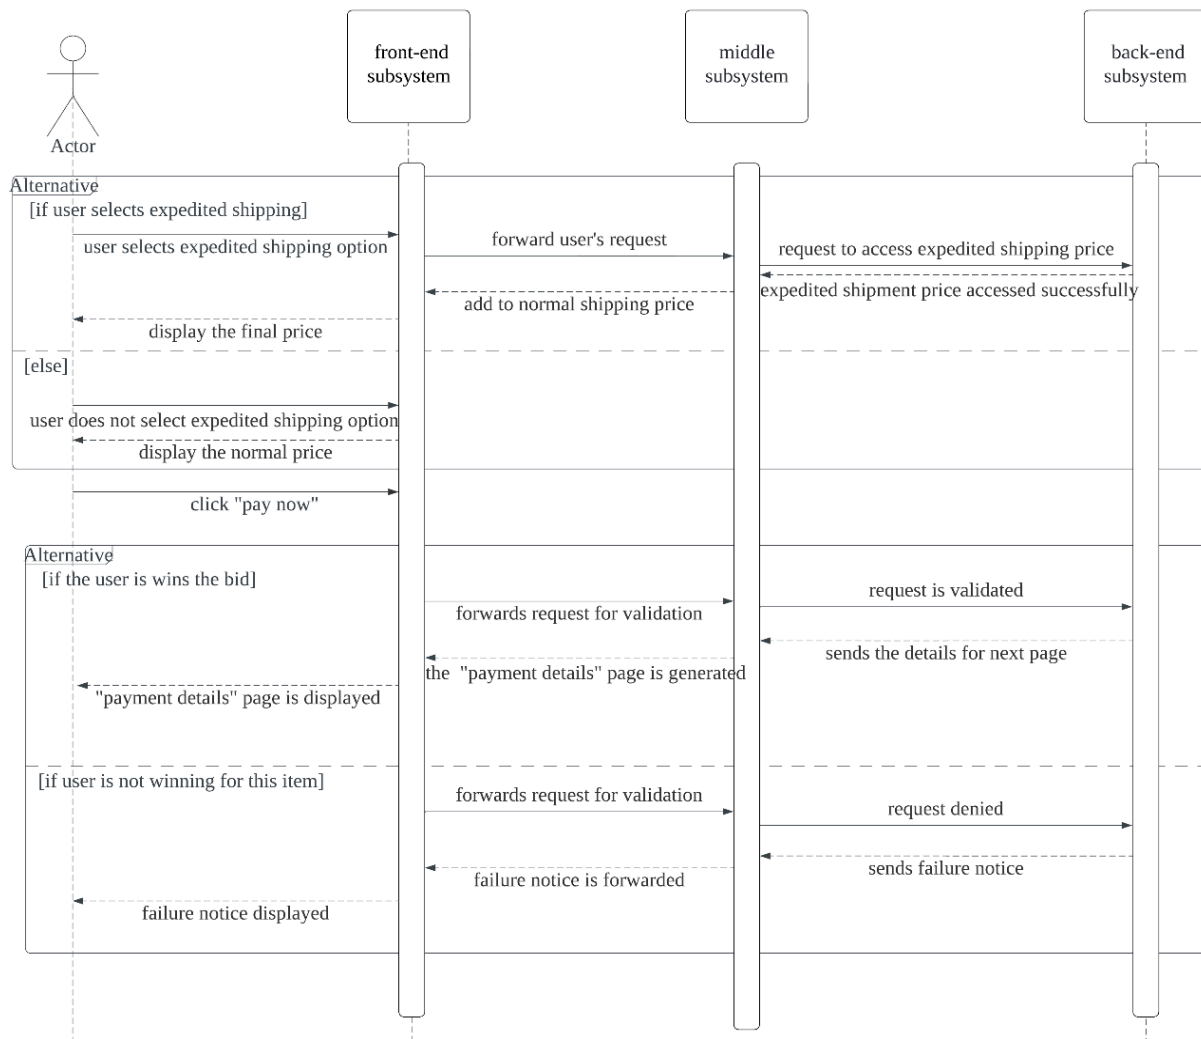 front-end
subsystem
middle
subsystem
back-end
subsystem
Actor
Alternative
[if user selects expedited shipping]
user selects expedited shipping option
forward user's request
request to access expedited shipping price
expedited shipment price accessed successfully
add to normal shipping price
display the final price
[else]
user does not select expedited shipping option
display the normal price
click "pay now"
Alternative
[if the user is wins the bid]
forwards request for validation
request is validated
sends the details for next page
the "payment details" page is generated
"payment details" page is displayed
[if user is not winning for this item]
forwards request for validation
request denied
sends failure notice
failure notice is forwarded
failure notice displayed